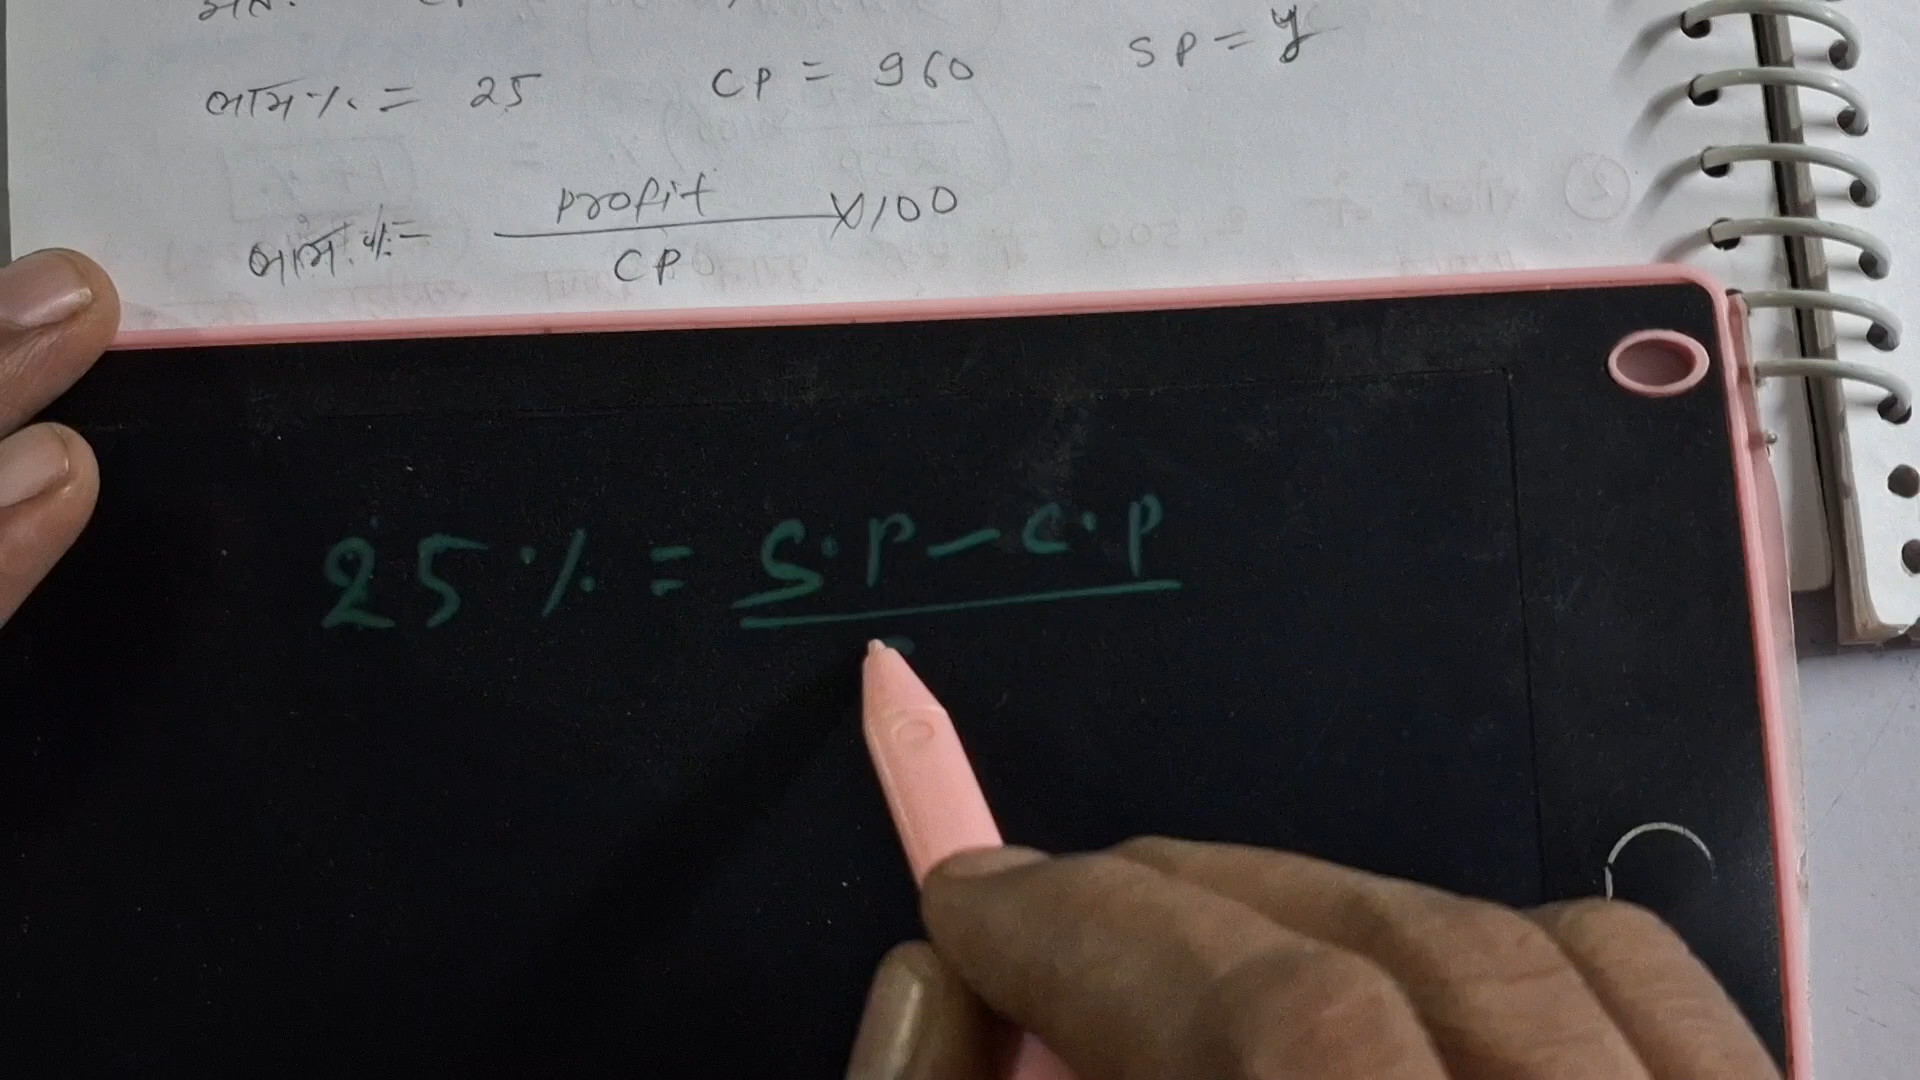 लाभ % = 25 CP = 960 SP = y
लाभ % = profit × 100
CP
25 % = S.P – C.P